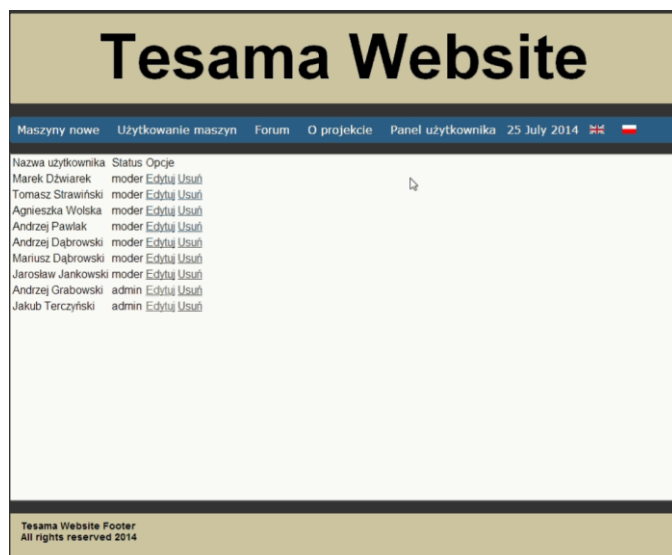 Tesama Website
Maszyny nowe Użytkowanie maszyn Forum O projekcie Panel użytkownika 25 July 2014
Nazwa użytkownika Status Opcje
Marek Dźwiarek moder Edytuj Usuń
Tomasz Strawiński moder Edytuj Usuń
Agnieszka Wolska moder Edytuj Usuń
Andrzej Pawlak moder Edytuj Usuń
Andrzej Dąbrowski moder Edytuj Usuń
Mariusz Dąbrowski moder Edytuj Usuń
Jarosław Jankowski moder Edytuj Usuń
Andrzej Grabowski admin Edytuj Usuń
Jakub Terczyński admin Edytuj Usuń
Tesama Website Footer
All rights reserved 2014